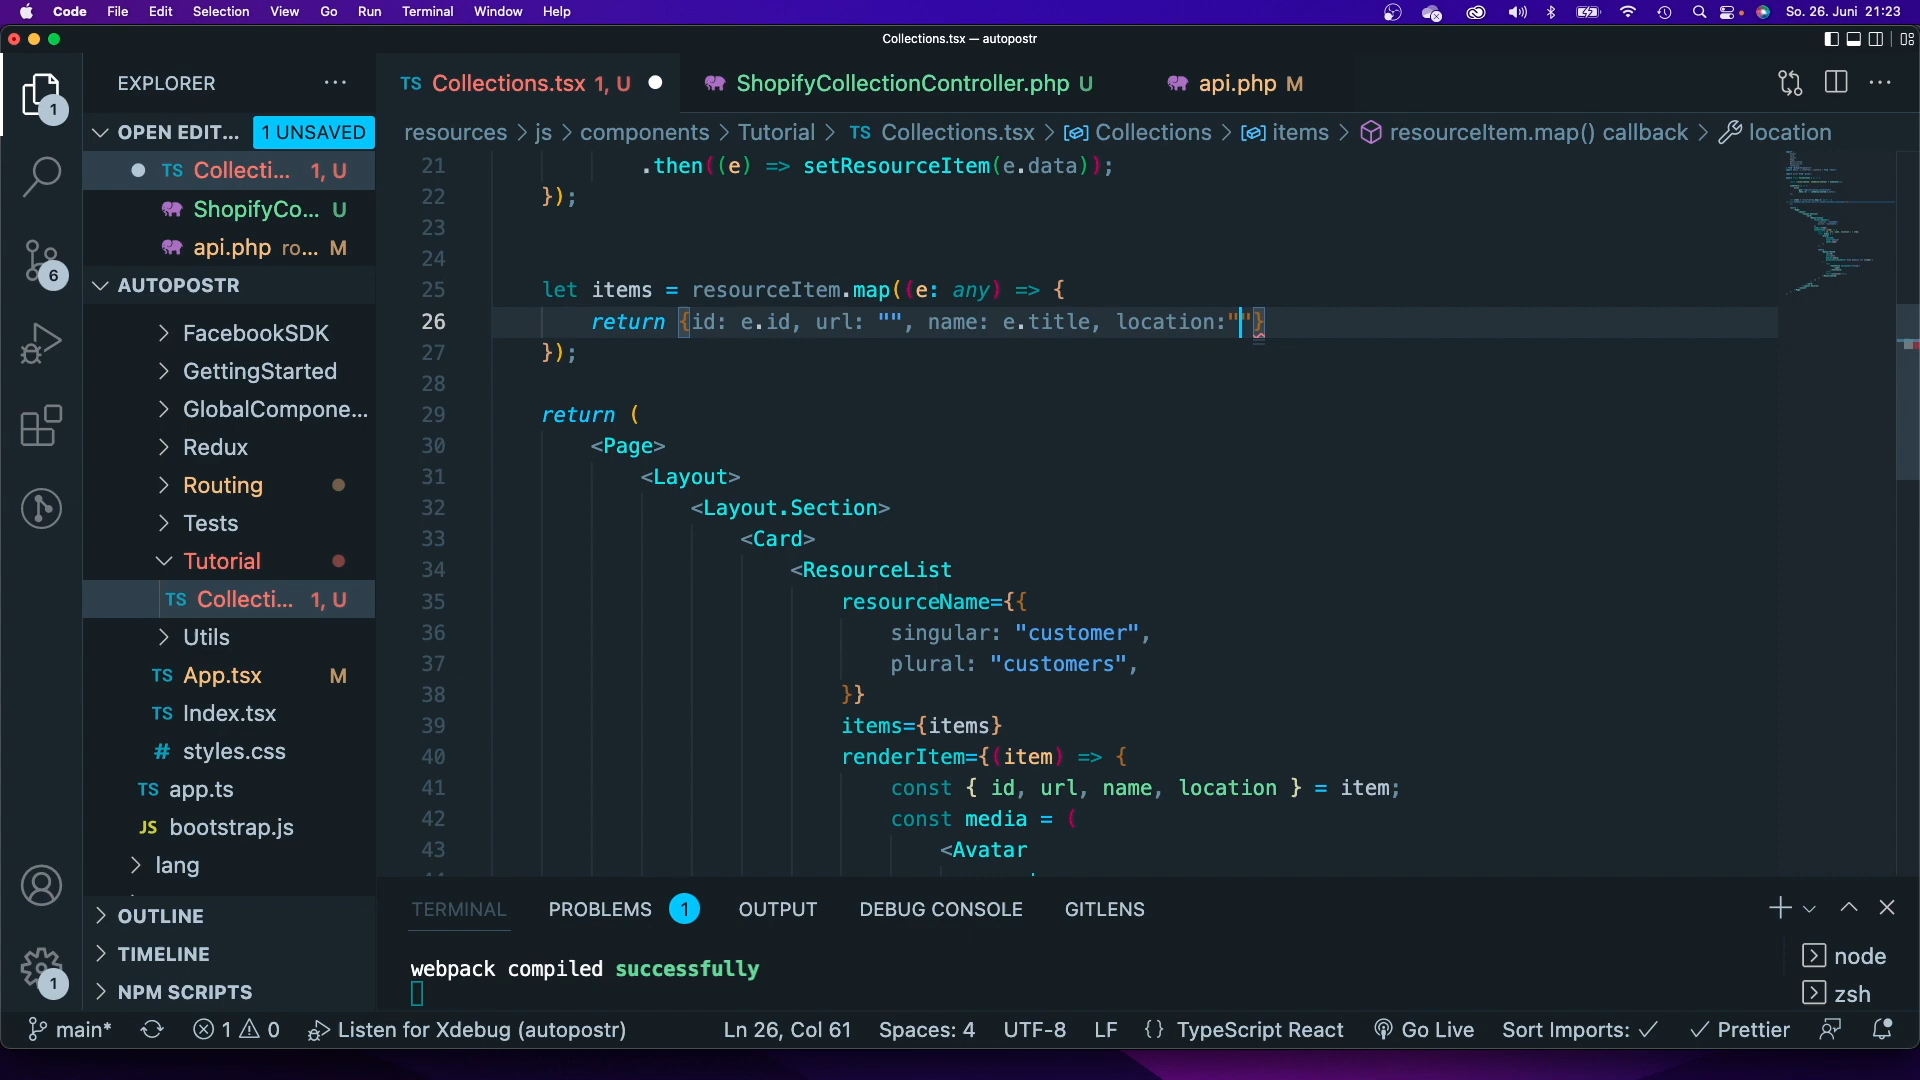 Code File Edit Selection View Go Run Terminal Window Help So. 26. Juni 21:23
Collections.tsx — autopostr
EXPLORER
TS Collections.tsx 1, U
ShopifyCollectionController.php U
api.php M
1
OPEN EDIT... 1 UNSAVED
resources > js > components > Tutorial > TS Collections.tsx > Collections > items > resourceItem.map() callback > location
TS Collecti... 1, U
ShopifyCo... U
api.php ro... M
6
AUTOPOSTR
FacebookSDK
GettingStarted
GlobalCompone...
Redux
Routing
Tests
Tutorial
TS Collecti... 1, U
Utils
TS App.tsx M
TS Index.tsx
# styles.css
TS app.ts
JS bootstrap.js
lang
OUTLINE
TIMELINE
NPM SCRIPTS
1
21 .then((e) => setResourceItem(e.data));
22 });
23
24
25 let items = resourceItem.map((e: any) => {
26 return {id: e.id, url: "", name: e.title, location:""}
27 });
28
29 return (
30 <Page>
31 <Layout>
32 <Layout.Section>
33 <Card>
34 <ResourceList
35 resourceName={{
36 singular: "customer",
37 plural: "customers",
38 }}
39 items={items}
40 renderItem={(item) => {
41 const { id, url, name, location } = item;
42 const media = (
43 <Avatar
TERMINAL PROBLEMS 1 OUTPUT DEBUG CONSOLE GITLENS
webpack compiled successfully
node
zsh
main* 1 0 Listen for Xdebug (autopostr) Ln 26, Col 61 Spaces: 4 UTF-8 LF {} TypeScript React Go Live Sort Imports: ✓ ✓ Prettier